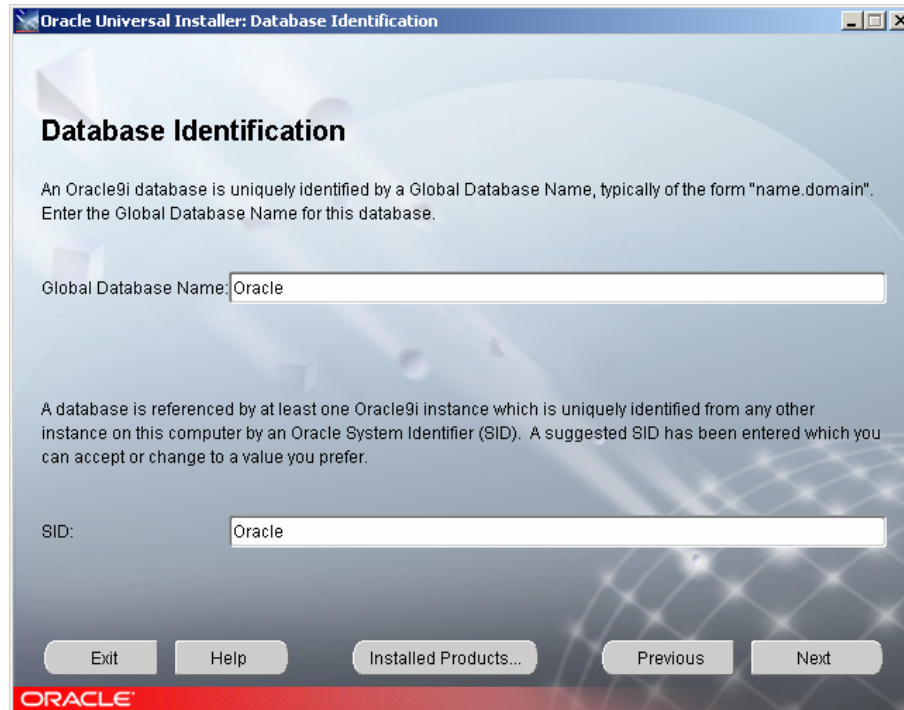 Oracle Universal Installer: Database Identification
Database Identification
An Oracle9i database is uniquely identified by a Global Database Name, typically of the form "name.domain".
Enter the Global Database Name for this database.
Global Database Name: Oracle
A database is referenced by at least one Oracle9i instance which is uniquely identified from any other
instance on this computer by an Oracle System Identifier (SID). A suggested SID has been entered which you
can accept or change to a value you prefer.
SID: Oracle
Exit Help Installed Products... Previous Next
ORACLE